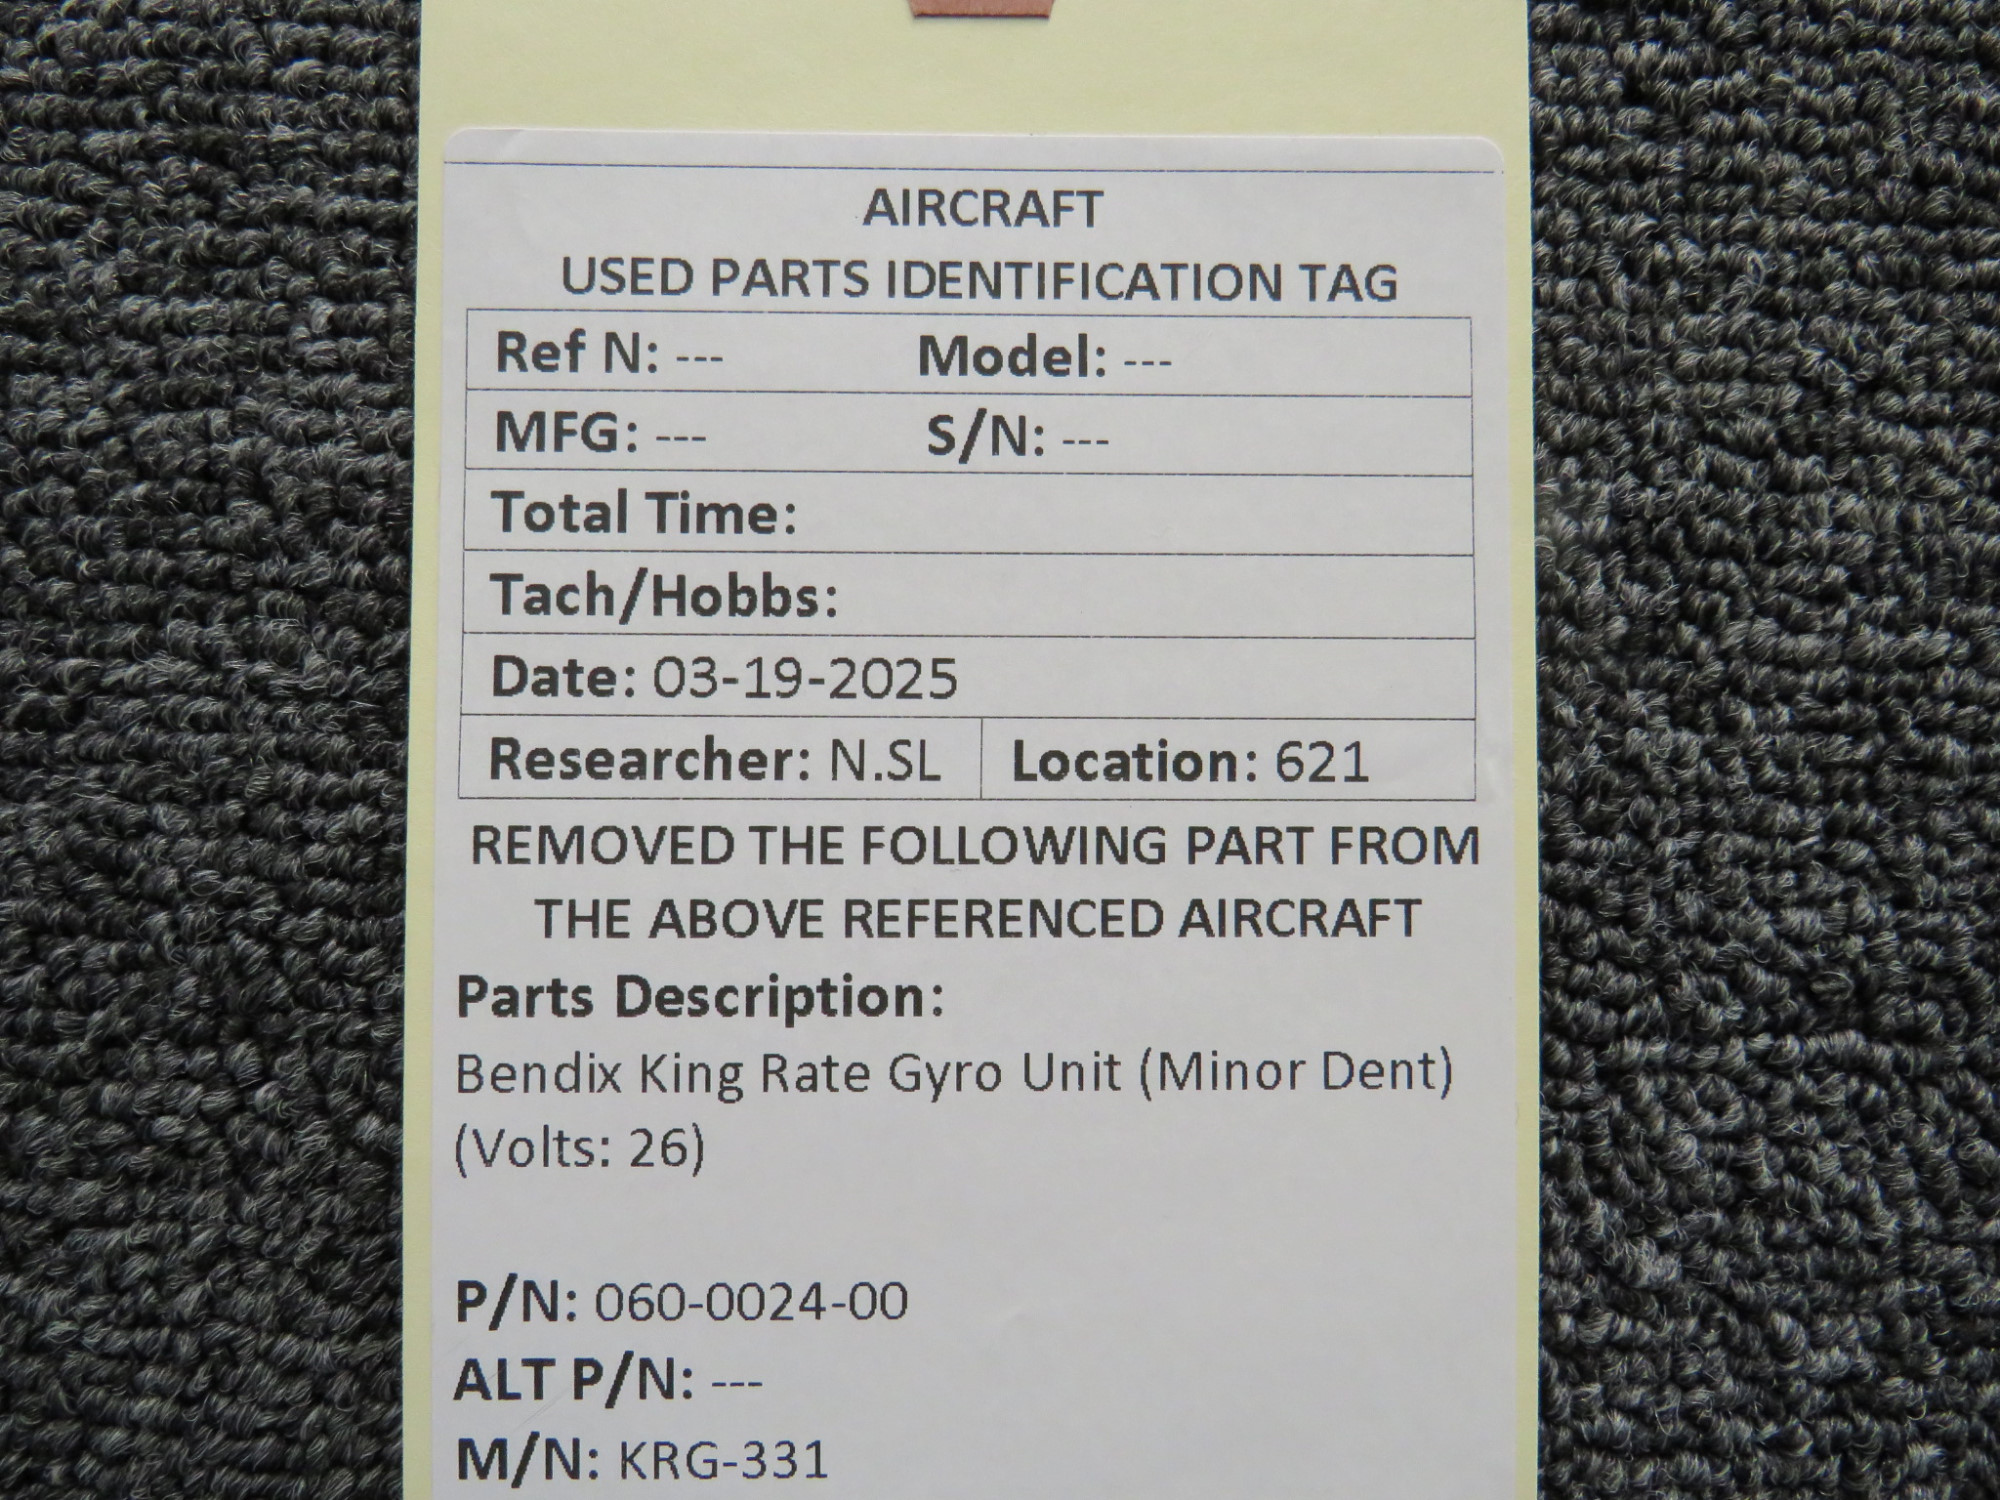 AIRCRAFT
USED PARTS IDENTIFICATION TAG
Ref N: --- Model: ---
MFG: --- S/N: ---
Total Time:
Tach/Hobbs:
Date: 03-19-2025
Researcher: N.SL Location: 621
REMOVED THE FOLLOWING PART FROM
THE ABOVE REFERENCED AIRCRAFT
Parts Description:
Bendix King Rate Gyro Unit (Minor Dent)
(Volts: 26)
P/N: 060-0024-00
ALT P/N: ---
M/N: KRG-331